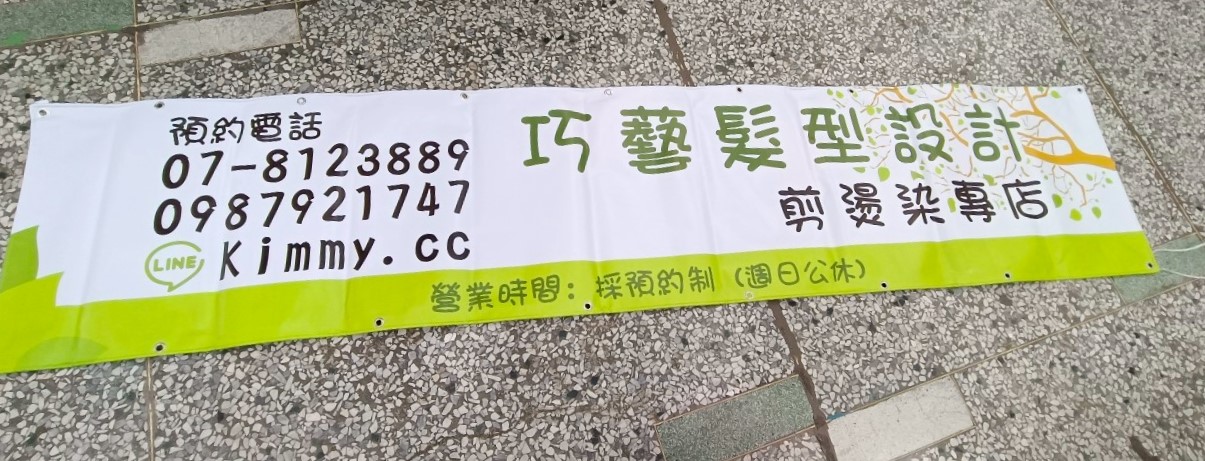 預約電話
07-8123889
0987921747
LINE Kimmy.cc
巧藝髮型設計
剪燙染專店
營業時間：採預約制（週日公休）